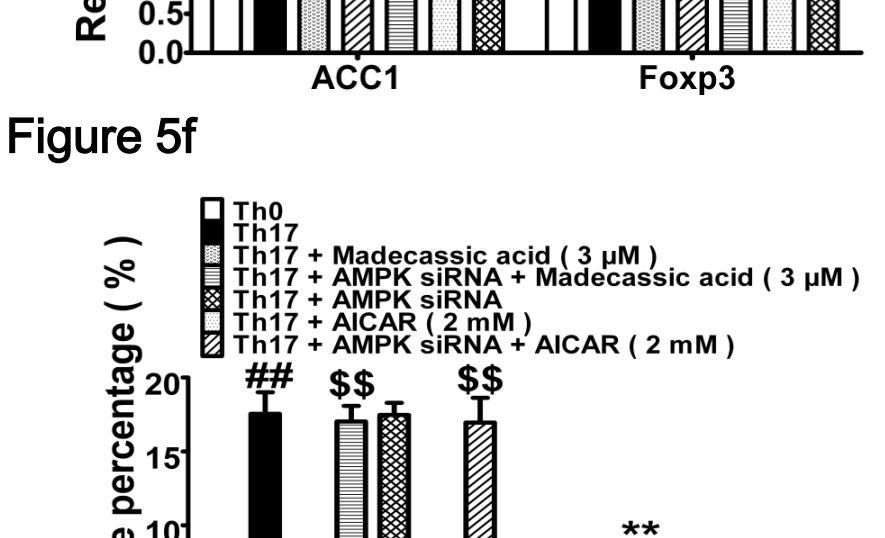 Re
0.5
0.0
ACC1 Foxp3
Figure 5f
Th0
Th17
Th17 + Madecassic acid ( 3 µM )
Th17 + AMPK siRNA + Madecassic acid ( 3 µM )
Th17 + AMPK siRNA
Th17 + AICAR ( 2 mM )
Th17 + AMPK siRNA + AICAR ( 2 mM )
e percentage ( % )
20
15
10
## $$ $$
**